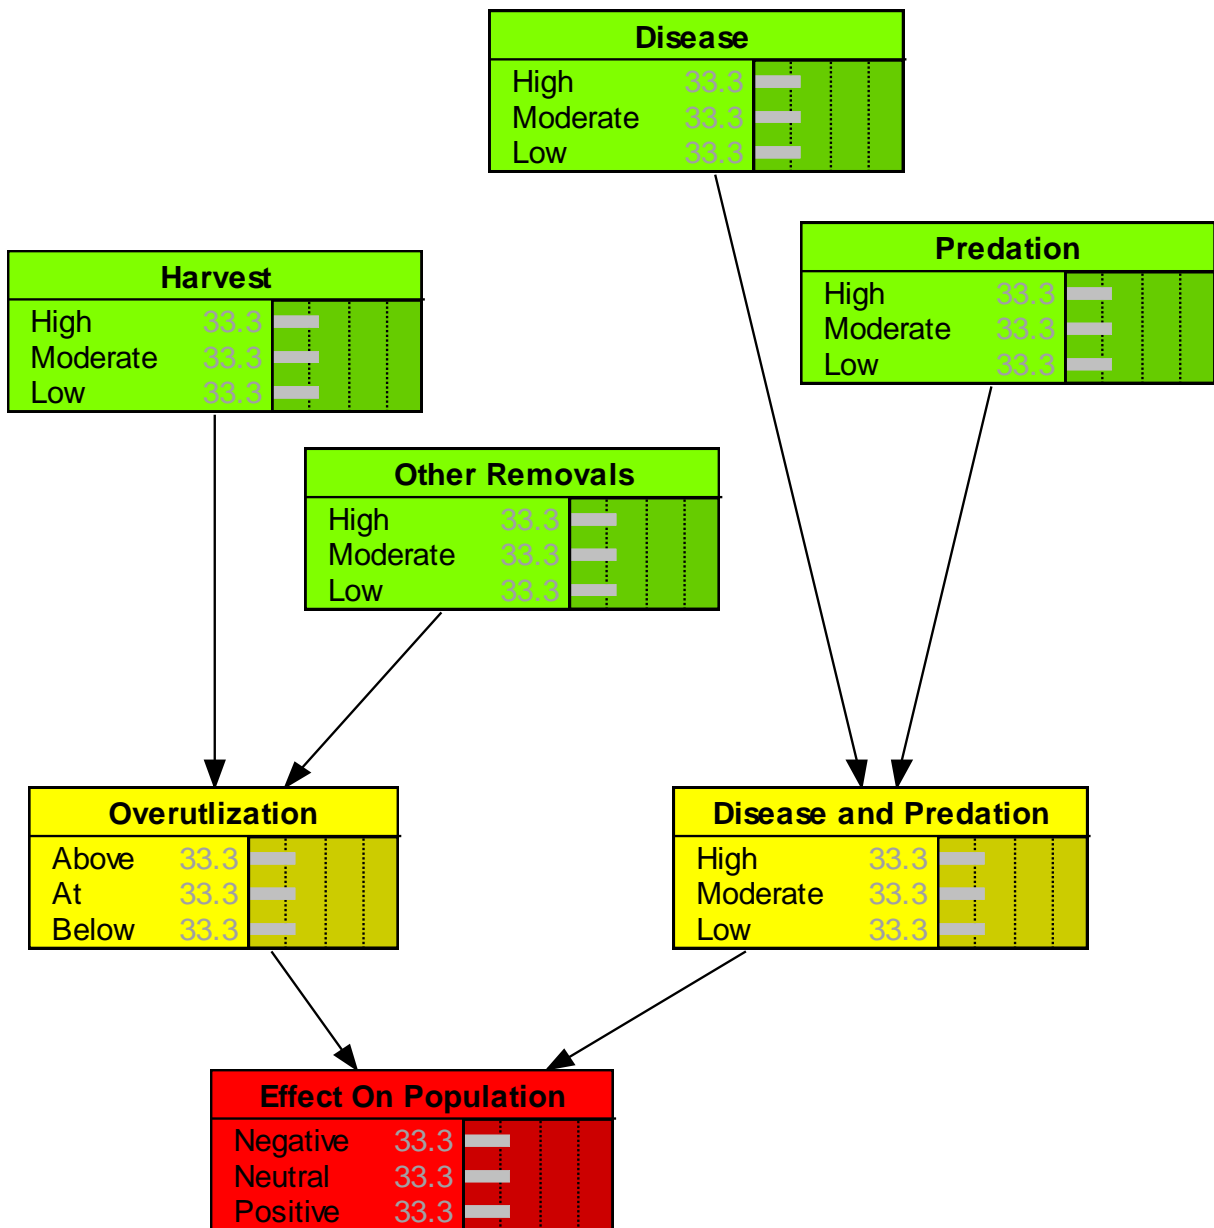 Disease
High 33.3
Moderate 33.3
Low 33.3
Predation
High 33.3
Moderate 33.3
Low 33.3
Harvest
High 33.3
Moderate 33.3
Low 33.3
Other Removals
High 33.3
Moderate 33.3
Low 33.3
Overutlization
Above 33.3
At 33.3
Below 33.3
Disease and Predation
High 33.3
Moderate 33.3
Low 33.3
Effect On Population
Negative 33.3
Neutral 33.3
Positive 33.3